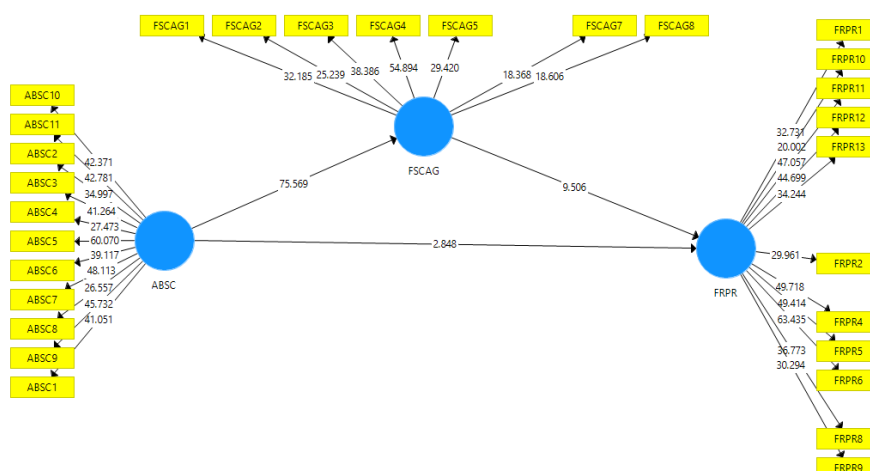 FSCAG1 FSCAG2 FSCAG3 FSCAG4 FSCAG5 FSCAG7 FSCAG8
32.185 25.239 38.386 54.894 29.420 18.368 18.606
FSCAG
ABSC10
ABSC11
ABSC2
ABSC3
ABSC4
ABSC5
ABSC6
ABSC7
ABSC8
ABSC9
ABSC1
42.371
42.781
34.997
41.264
27.473
60.070
39.117
48.113
26.557
45.732
41.051
ABSC
75.569
9.506
2.848
FRPR
32.731
20.002
47.057
44.699
34.244
29.961
49.718
49.414
63.435
36.773
30.294
FRPR1
FRPR10
FRPR11
FRPR12
FRPR13
FRPR2
FRPR4
FRPR5
FRPR6
FRPR8
FRPR9